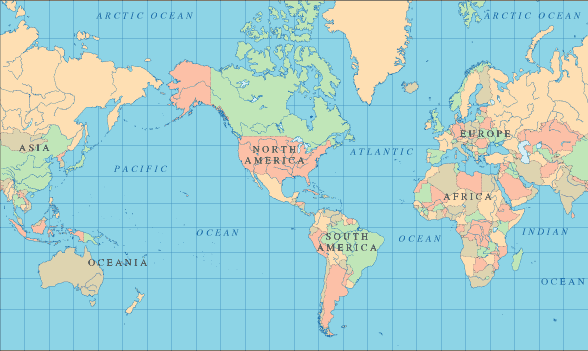 ARCTIC OCEAN
ARCTIC OCEAN
EUROPE
ASIA
NORTH
AMERICA
ATLANTIC
PACIFIC
AFRICA
OCEAN
SOUTH
AMERICA
OCEAN
INDIAN
OCEANIA
OCEAN